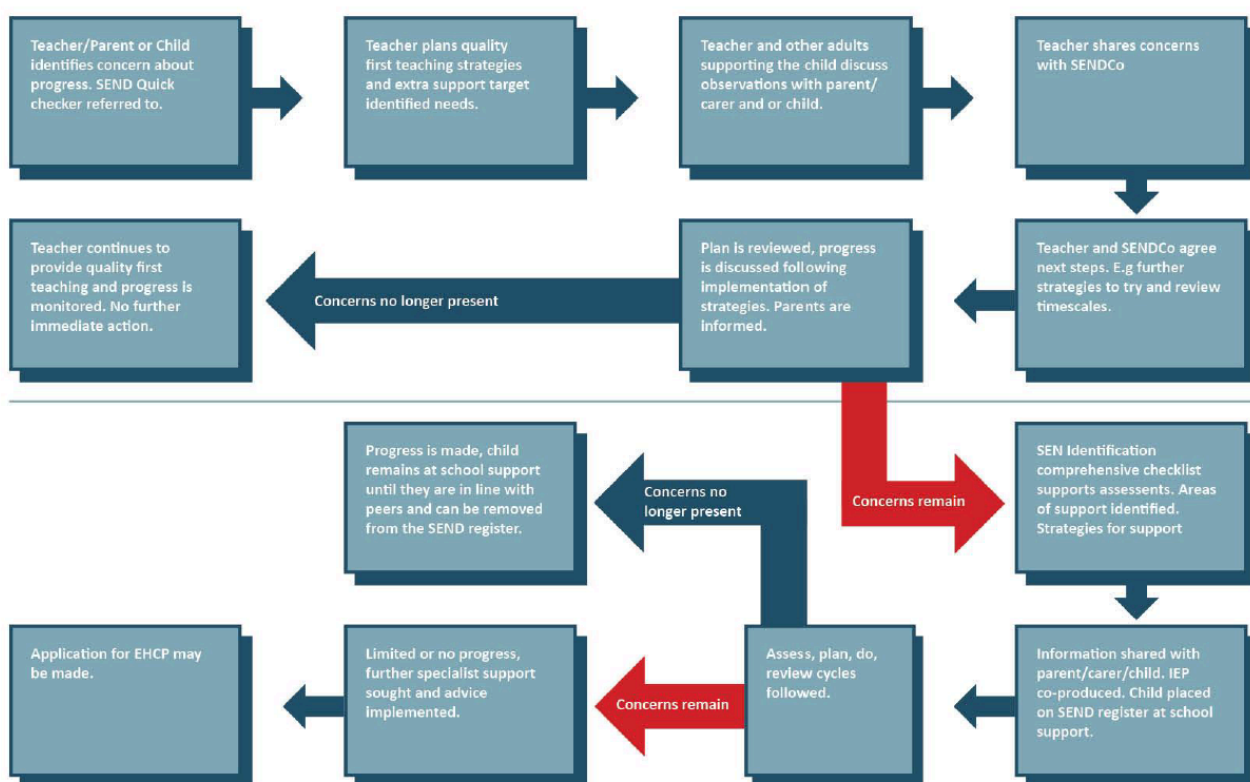 Teacher/Parent or Child
identifies concern about
progress. SEND Quick
checker referred to.
Teacher plans quality
first teaching strategies
and extra support target
identified needs.
Teacher and other adults
supporting the child discuss
observations with parent/
carer and or child.
Teacher shares concerns
with SENDCo
Teacher and SENDCo agree
next steps. E.g further
strategies to try and review
timescales.
Plan is reviewed, progress
is discussed following
implementation of
strategies. Parents are
informed.
Concerns no longer present
Teacher continues to
provide quality first
teaching and progress is
monitored. No further
immediate action.
Concerns remain
SEN Identification
comprehensive checklist
supports assessents. Areas
of support identified.
Strategies for support
Information shared with
parent/carer/child. IEP
co-produced. Child placed
on SEND register at school
support.
Assess, plan, do,
review cycles
followed.
Concerns no
longer present
Progress is made, child
remains at school support
until they are in line with
peers and can be removed
from the SEND register.
Concerns remain
Limited or no progress,
further specialist support
sought and advice
implemented.
Application for EHCP may
be made.